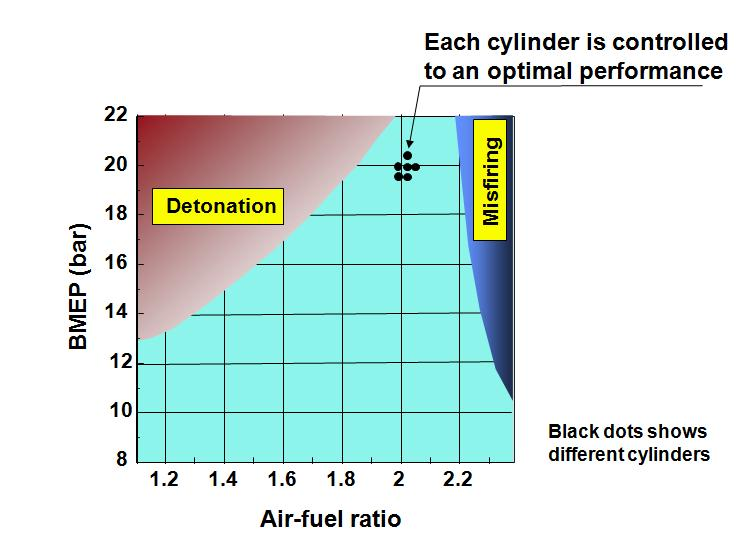 Each cylinder is controlled
to an optimal performance
22
20
18
16
14
12
10
8
BMEP (bar)
Detonation
Misfiring
1.2
1.4
1.6
1.8
2
2.2
Air-fuel ratio
Black dots shows
different cylinders